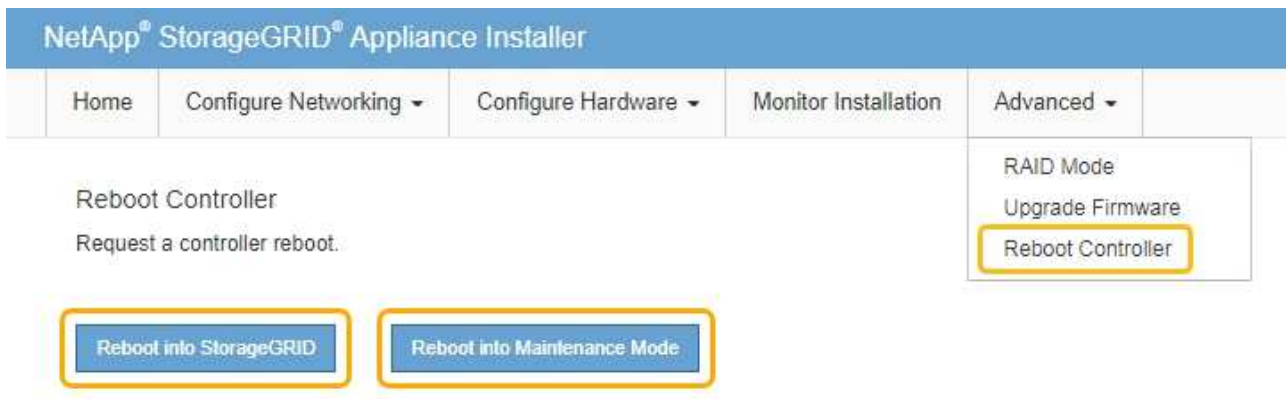 NetApp® StorageGRID® Appliance Installer
Home Configure Networking Configure Hardware Monitor Installation Advanced
RAID Mode
Upgrade Firmware
Reboot Controller
Reboot Controller
Request a controller reboot.
Reboot into StorageGRID Reboot into Maintenance Mode